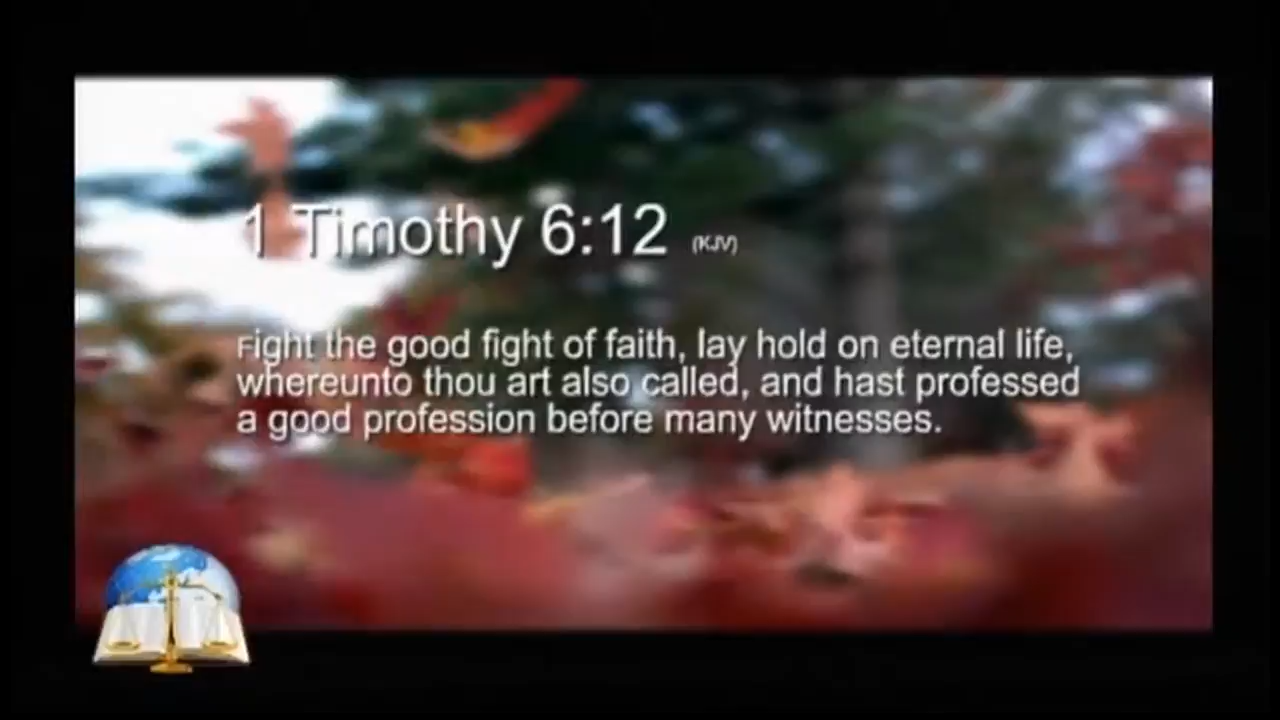 1 Timothy 6:12 (KJV)
Fight the good fight of faith, lay hold on eternal life,
whereunto thou art also called, and hast professed
a good profession before many witnesses.